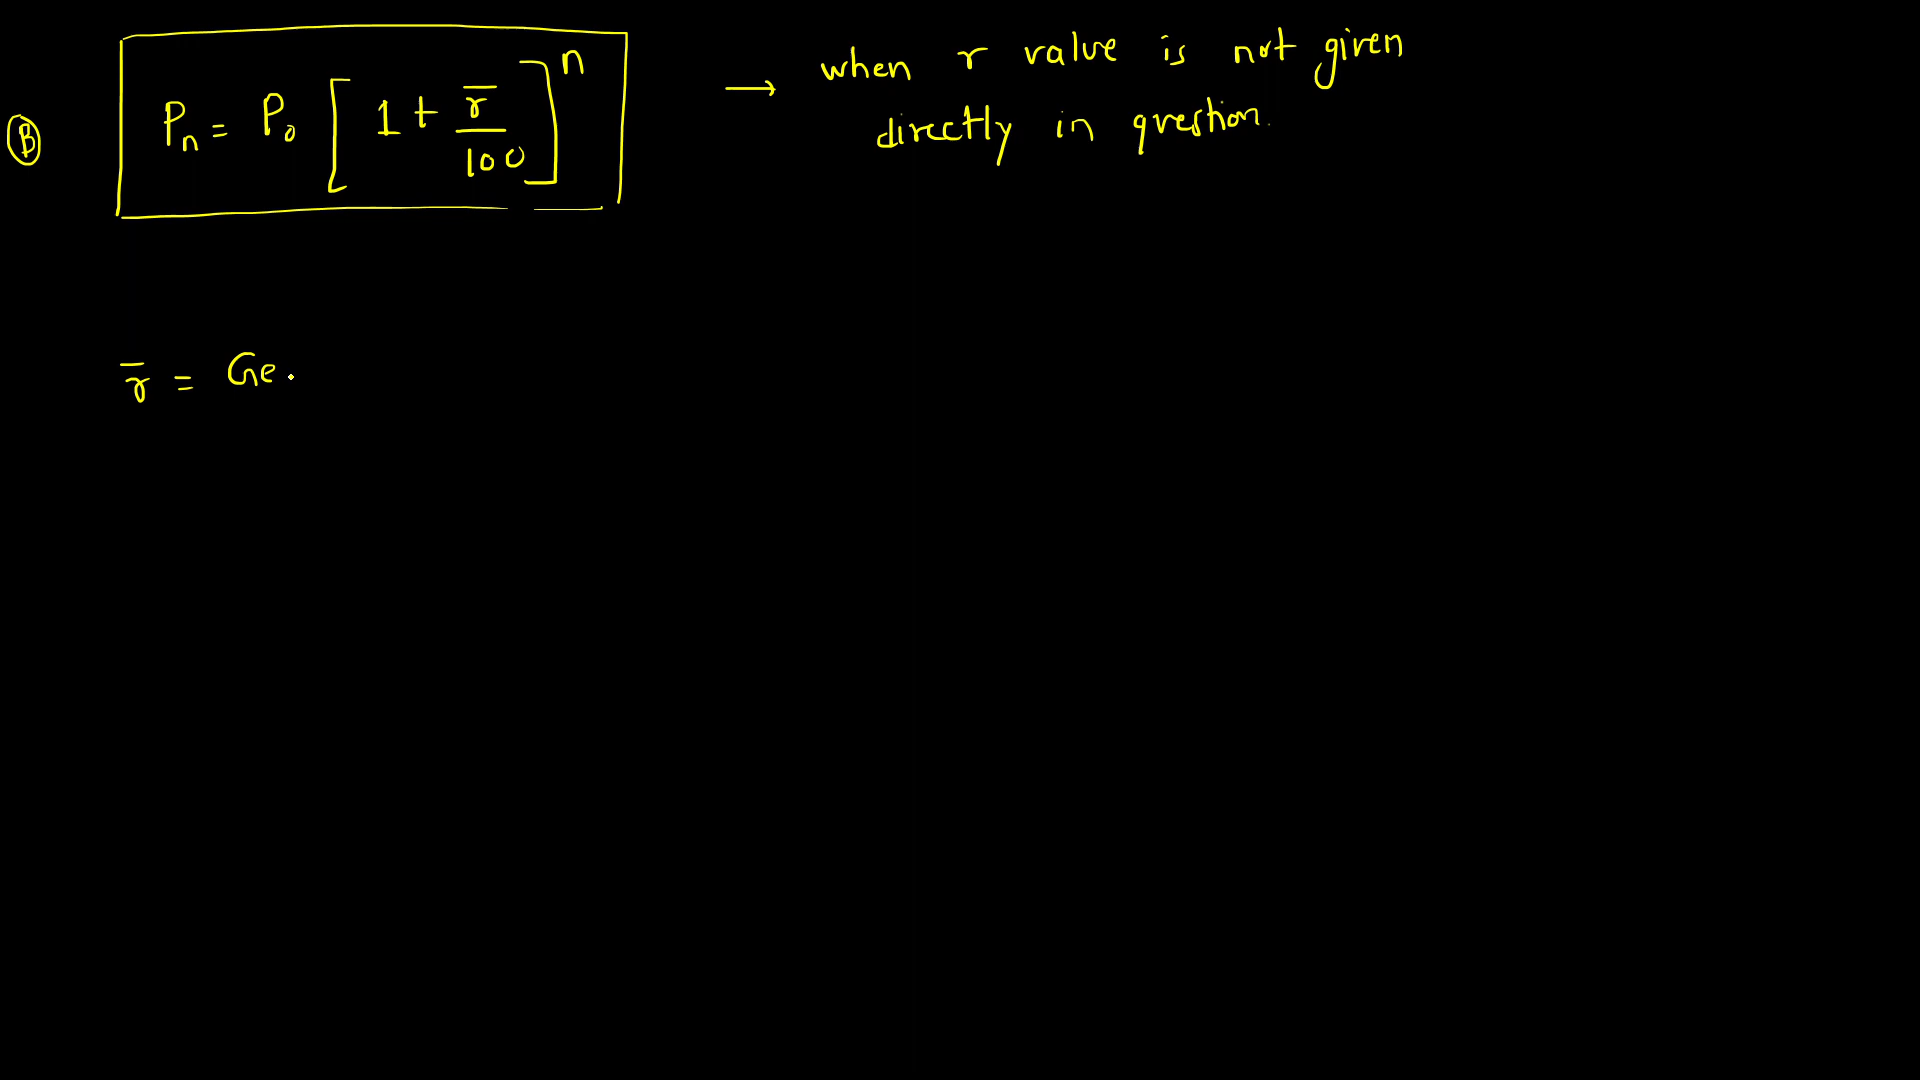 Ⓑ Pₙ = P₀ [1 + r̅/100]ⁿ → when r value is not given
directly in question.
r̅ = Ge